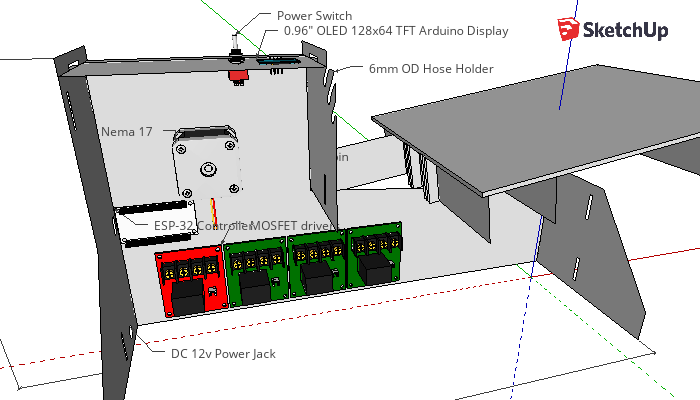 Power Switch
0.96" OLED 128x64 TFT Arduino Display
SketchUp
6mm OD Hose Holder
Nema 17
ESP-32 Controller
MOSFET driver
DC 12v Power Jack